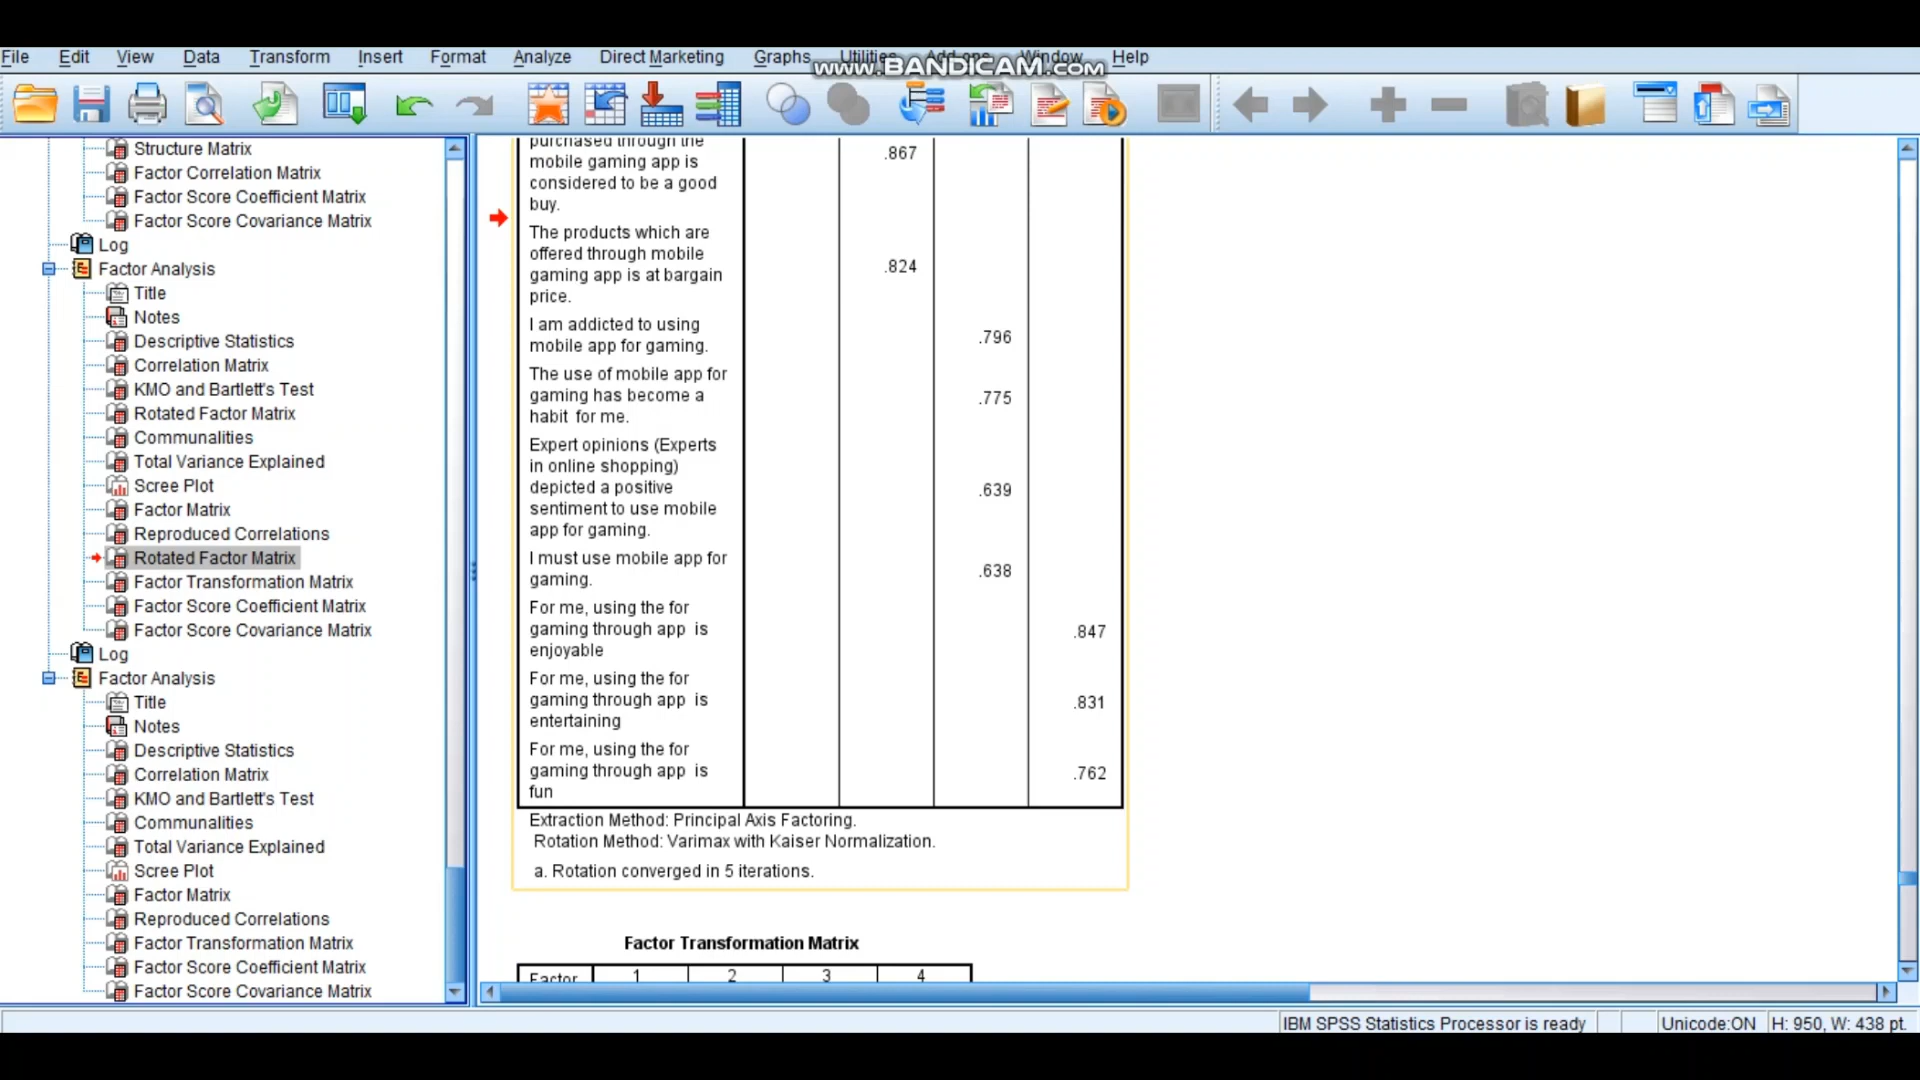 File Edit View Data Transform Insert Format Analyze Direct Marketing Graphs Utilities Add-ons Window Help
www.BANDICAM.com
Structure Matrix
Factor Correlation Matrix
Factor Score Coefficient Matrix
Factor Score Covariance Matrix
Log
Factor Analysis
Title
Notes
Descriptive Statistics
Correlation Matrix
KMO and Bartlett's Test
Rotated Factor Matrix
Communalities
Total Variance Explained
Scree Plot
Factor Matrix
Reproduced Correlations
Rotated Factor Matrix
Factor Transformation Matrix
Factor Score Coefficient Matrix
Factor Score Covariance Matrix
Log
Factor Analysis
Title
Notes
Descriptive Statistics
Correlation Matrix
KMO and Bartlett's Test
Communalities
Total Variance Explained
Scree Plot
Factor Matrix
Reproduced Correlations
Factor Transformation Matrix
Factor Score Coefficient Matrix
Factor Score Covariance Matrix
purchased through the
mobile gaming app is .867
considered to be a good
buy.
The products which are
offered through mobile
gaming app is at bargain .824
price.
I am addicted to using
mobile app for gaming. .796
The use of mobile app for
gaming has become a .775
habit for me.
Expert opinions (Experts
in online shopping)
depicted a positive .639
sentiment to use mobile
app for gaming.
I must use mobile app for
gaming. .638
For me, using the for
gaming through app is .847
enjoyable
For me, using the for
gaming through app is .831
entertaining
For me, using the for
gaming through app is .762
fun
Extraction Method: Principal Axis Factoring.
Rotation Method: Varimax with Kaiser Normalization.
a. Rotation converged in 5 iterations.
Factor Transformation Matrix
Factor 1 2 3 4
IBM SPSS Statistics Processor is ready Unicode:ON H: 950, W: 438 pt.